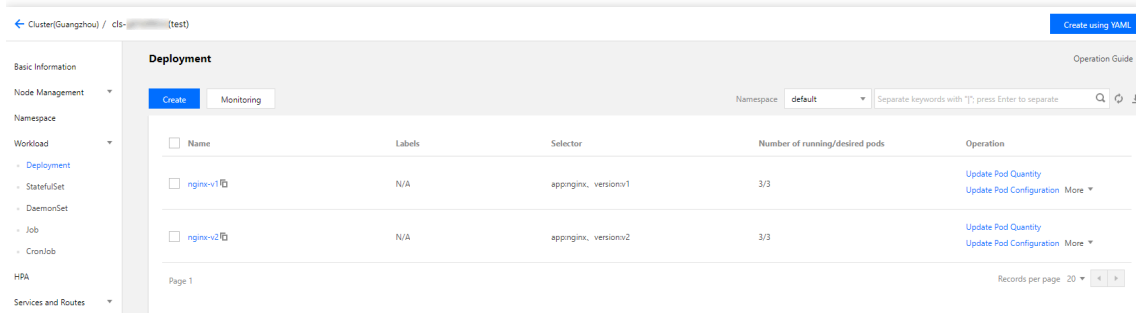 Cluster(Guangzhou) / cls- (test)
Create using YAML
Basic Information
Node Management
Namespace
Workload
Deployment
StatefulSet
DaemonSet
Job
CronJob
HPA
Services and Routes
Deployment
Operation Guide
Create
Monitoring
Namespace default
Separate keywords with "|"; press Enter to separate
Name Labels Selector Number of running/desired pods Operation
nginx-v1 N/A app:nginx、version:v1 3/3
Update Pod Quantity
Update Pod Configuration More
nginx-v2 N/A app:nginx、version:v2 3/3
Update Pod Quantity
Update Pod Configuration More
Page 1
Records per page 20